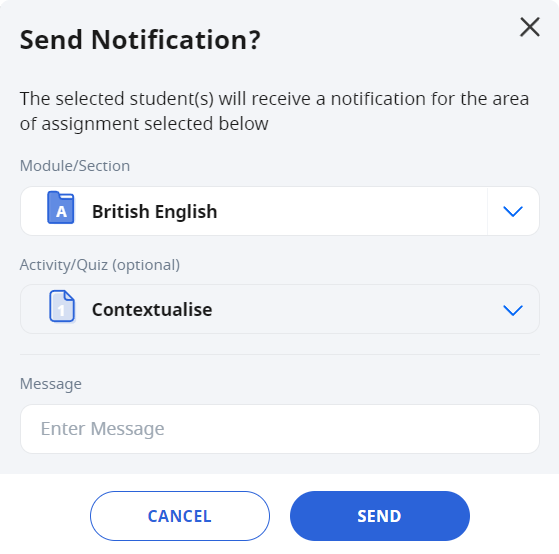 Send Notification?
The selected student(s) will receive a notification for the area
of assignment selected below
Module/Section
A British English
Activity/Quiz (optional)
1 Contextualise
Message
Enter Message
CANCEL SEND